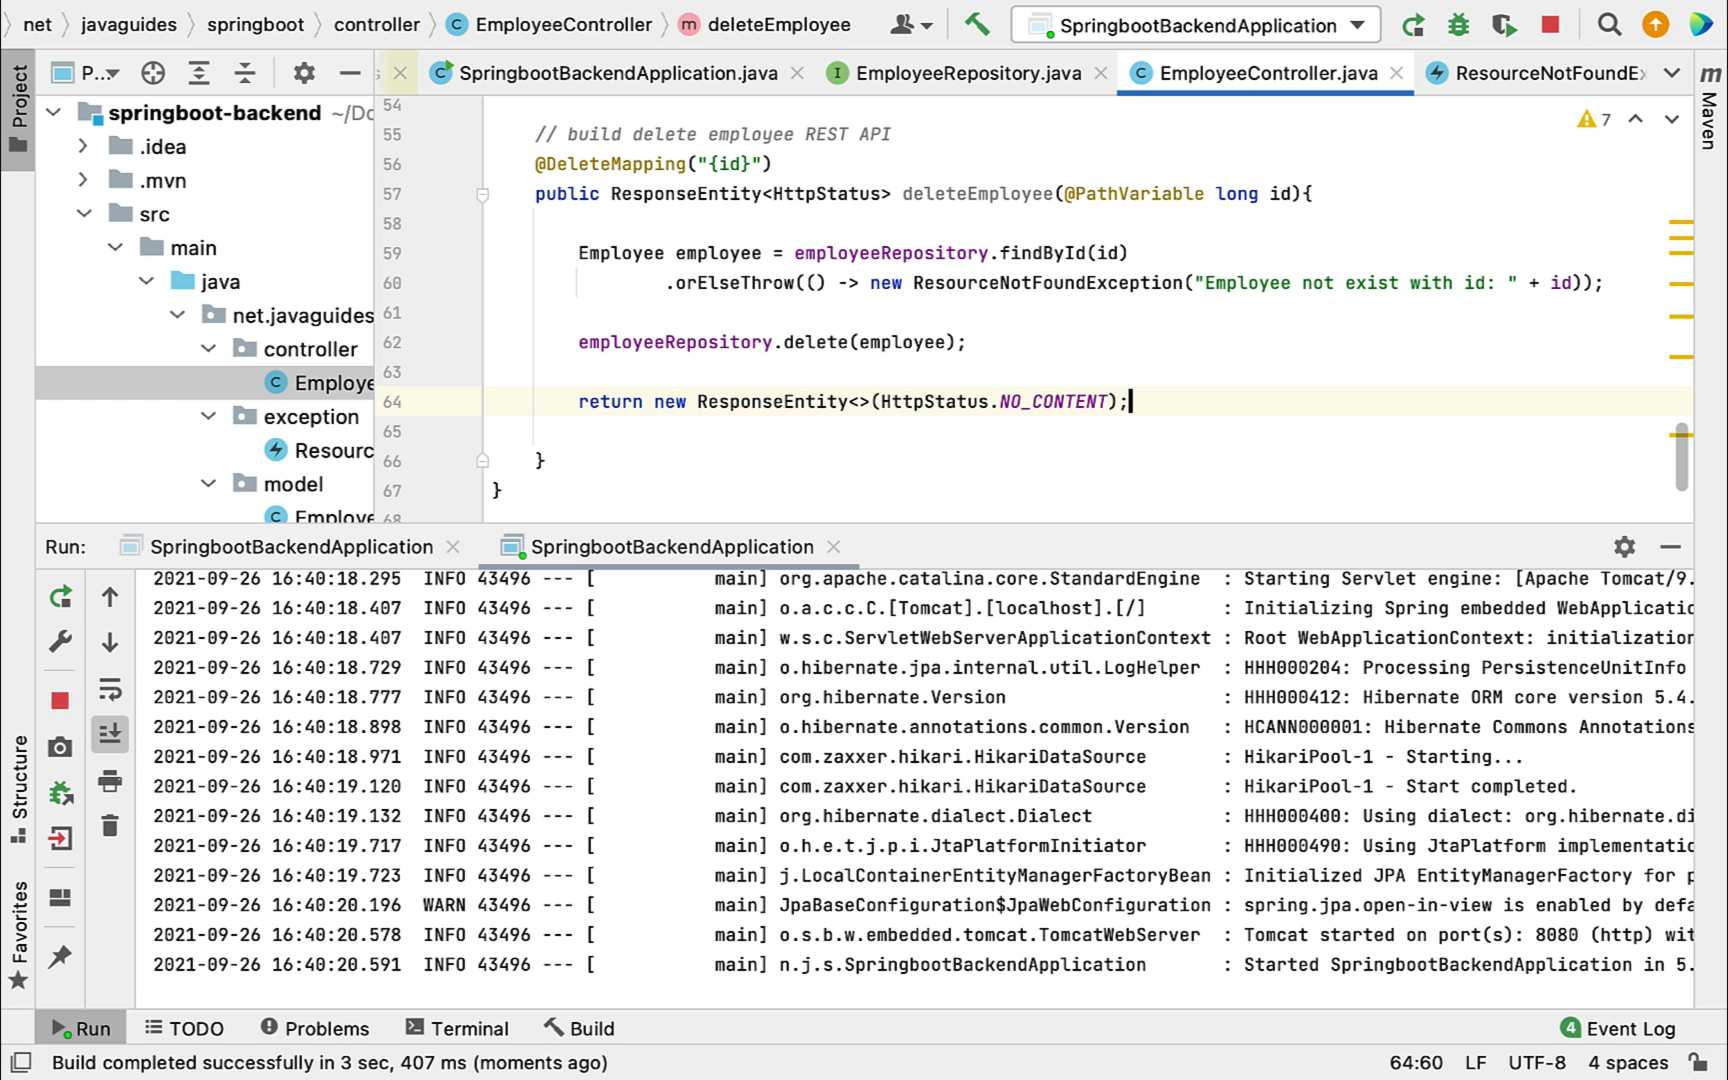 net javaguides springboot controller EmployeeController deleteEmployee SpringbootBackendApplication
Project
P... SpringbootBackendApplication.java EmployeeRepository.java EmployeeController.java ResourceNotFoundEx
Maven
springboot-backend ~/Do
.idea
.mvn
src
main
java
net.javaguides
controller
Employe
exception
Resourc
model
Employe
7
54
55 // build delete employee REST API
56 @DeleteMapping("{id}")
57 public ResponseEntity<HttpStatus> deleteEmployee(@PathVariable long id){
58
59 Employee employee = employeeRepository.findById(id)
60 .orElseThrow(() -> new ResourceNotFoundException("Employee not exist with id: " + id));
61
62 employeeRepository.delete(employee);
63
64 return new ResponseEntity<>(HttpStatus.NO_CONTENT);
65
66 }
67 }
68
Run: SpringbootBackendApplication SpringbootBackendApplication
2021-09-26 16:40:18.295 INFO 43496 --- [ main] org.apache.catalina.core.StandardEngine : Starting Servlet engine: [Apache Tomcat/9.
2021-09-26 16:40:18.407 INFO 43496 --- [ main] o.a.c.c.C.[Tomcat].[localhost].[/] : Initializing Spring embedded WebApplicatio
2021-09-26 16:40:18.407 INFO 43496 --- [ main] w.s.c.ServletWebServerApplicationContext : Root WebApplicationContext: initialization
2021-09-26 16:40:18.729 INFO 43496 --- [ main] o.hibernate.jpa.internal.util.LogHelper : HHH000204: Processing PersistenceUnitInfo
2021-09-26 16:40:18.777 INFO 43496 --- [ main] org.hibernate.Version : HHH000412: Hibernate ORM core version 5.4.
2021-09-26 16:40:18.898 INFO 43496 --- [ main] o.hibernate.annotations.common.Version : HCANN000001: Hibernate Commons Annotations
2021-09-26 16:40:18.971 INFO 43496 --- [ main] com.zaxxer.hikari.HikariDataSource : HikariPool-1 - Starting...
2021-09-26 16:40:19.120 INFO 43496 --- [ main] com.zaxxer.hikari.HikariDataSource : HikariPool-1 - Start completed.
2021-09-26 16:40:19.132 INFO 43496 --- [ main] org.hibernate.dialect.Dialect : HHH000400: Using dialect: org.hibernate.di
2021-09-26 16:40:19.717 INFO 43496 --- [ main] o.h.e.t.j.p.i.JtaPlatformInitiator : HHH000490: Using JtaPlatform implementatio
2021-09-26 16:40:19.723 INFO 43496 --- [ main] j.LocalContainerEntityManagerFactoryBean : Initialized JPA EntityManagerFactory for p
2021-09-26 16:40:20.196 WARN 43496 --- [ main] JpaBaseConfiguration$JpaWebConfiguration : spring.jpa.open-in-view is enabled by defa
2021-09-26 16:40:20.578 INFO 43496 --- [ main] o.s.b.w.embedded.tomcat.TomcatWebServer : Tomcat started on port(s): 8080 (http) wit
2021-09-26 16:40:20.591 INFO 43496 --- [ main] n.j.s.SpringbootBackendApplication : Started SpringbootBackendApplication in 5.
Structure
Favorites
Run TODO Problems Terminal Build 4 Event Log
Build completed successfully in 3 sec, 407 ms (moments ago) 64:60 LF UTF-8 4 spaces